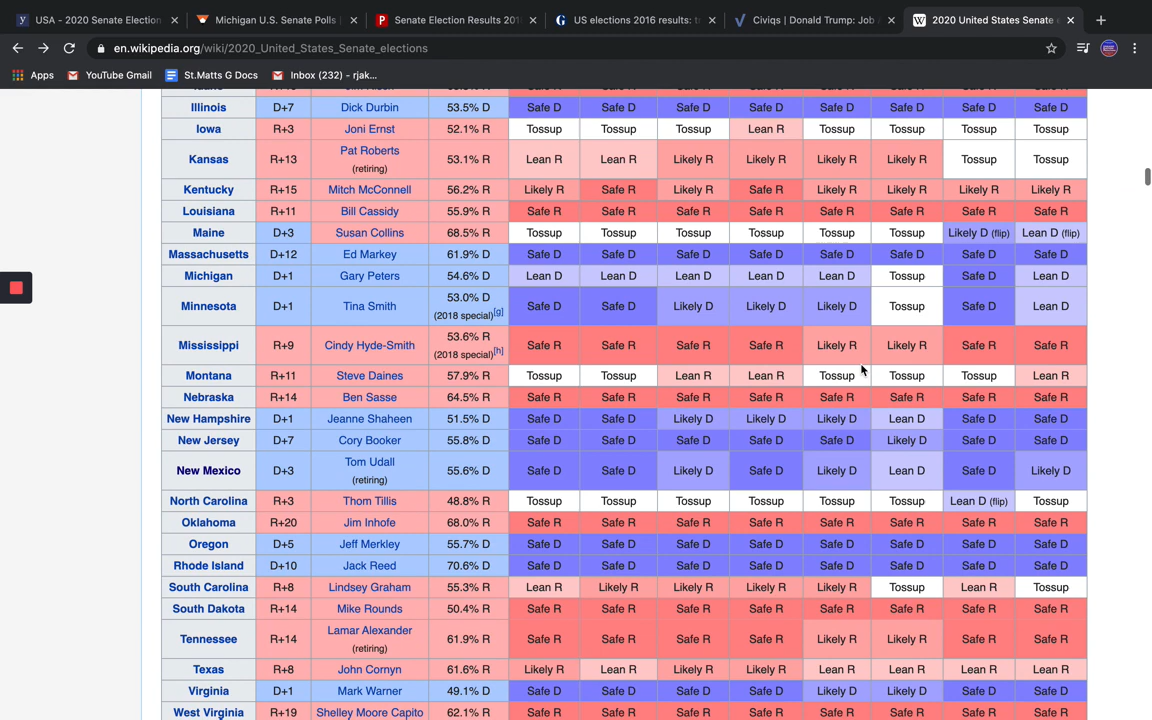 USA - 2020 Senate Election
Michigan U.S. Senate Polls |
Senate Election Results 201
US elections 2016 results: t
Civiqs | Donald Trump: Job A
2020 United States Senate e
en.wikipedia.org/wiki/2020_United_States_Senate_elections
Apps YouTube Gmail St.Matts G Docs Inbox (232) - rjak...
Illinois D+7 Dick Durbin 53.5% D Safe D Safe D Safe D Safe D Safe D Safe D Safe D Safe D
Iowa R+3 Joni Ernst 52.1% R Tossup Tossup Tossup Lean R Tossup Tossup Tossup Tossup
Kansas R+13 Pat Roberts 53.1% R Lean R Lean R Likely R Likely R Likely R Likely R Tossup Tossup
(retiring)
Kentucky R+15 Mitch McConnell 56.2% R Likely R Safe R Likely R Safe R Likely R Likely R Likely R Likely R
Louisiana R+11 Bill Cassidy 55.9% R Safe R Safe R Safe R Safe R Safe R Safe R Safe R Safe R
Maine D+3 Susan Collins 68.5% R Tossup Tossup Tossup Tossup Tossup Tossup Likely D (flip) Lean D (flip)
Massachusetts D+12 Ed Markey 61.9% D Safe D Safe D Safe D Safe D Safe D Safe D Safe D Safe D
Michigan D+1 Gary Peters 54.6% D Lean D Lean D Lean D Lean D Lean D Tossup Safe D Lean D
Minnesota D+1 Tina Smith 53.0% D Safe D Safe D Likely D Likely D Likely D Tossup Safe D Lean D
(2018 special)[g]
Mississippi R+9 Cindy Hyde-Smith 53.6% R Safe R Safe R Safe R Safe R Likely R Likely R Safe R Safe R
(2018 special)[h]
Montana R+11 Steve Daines 57.9% R Tossup Tossup Lean R Lean R Tossup Tossup Tossup Lean R
Nebraska R+14 Ben Sasse 64.5% R Safe R Safe R Safe R Safe R Safe R Safe R Safe R Safe R
New Hampshire D+1 Jeanne Shaheen 51.5% D Safe D Safe D Likely D Likely D Likely D Lean D Safe D Safe D
New Jersey D+7 Cory Booker 55.8% D Safe D Safe D Safe D Safe D Safe D Likely D Safe D Safe D
New Mexico D+3 Tom Udall 55.6% D Safe D Safe D Likely D Safe D Likely D Lean D Safe D Likely D
(retiring)
North Carolina R+3 Thom Tillis 48.8% R Tossup Tossup Tossup Tossup Tossup Tossup Lean D (flip) Tossup
Oklahoma R+20 Jim Inhofe 68.0% R Safe R Safe R Safe R Safe R Safe R Safe R Safe R Safe R
Oregon D+5 Jeff Merkley 55.7% D Safe D Safe D Safe D Safe D Safe D Safe D Safe D Safe D
Rhode Island D+10 Jack Reed 70.6% D Safe D Safe D Safe D Safe D Safe D Safe D Safe D Safe D
South Carolina R+8 Lindsey Graham 55.3% R Lean R Likely R Likely R Likely R Likely R Tossup Lean R Tossup
South Dakota R+14 Mike Rounds 50.4% R Safe R Safe R Safe R Safe R Safe R Safe R Safe R Safe R
Tennessee R+14 Lamar Alexander 61.9% R Safe R Safe R Safe R Safe R Likely R Likely R Safe R Safe R
(retiring)
Texas R+8 John Cornyn 61.6% R Likely R Lean R Likely R Likely R Lean R Lean R Lean R Lean R
Virginia D+1 Mark Warner 49.1% D Safe D Safe D Safe D Safe D Likely D Likely D Safe D Safe D
West Virginia R+19 Shelley Moore Capito 62.1% R Safe R Safe R Safe R Safe R Safe R Safe R Safe R Safe R